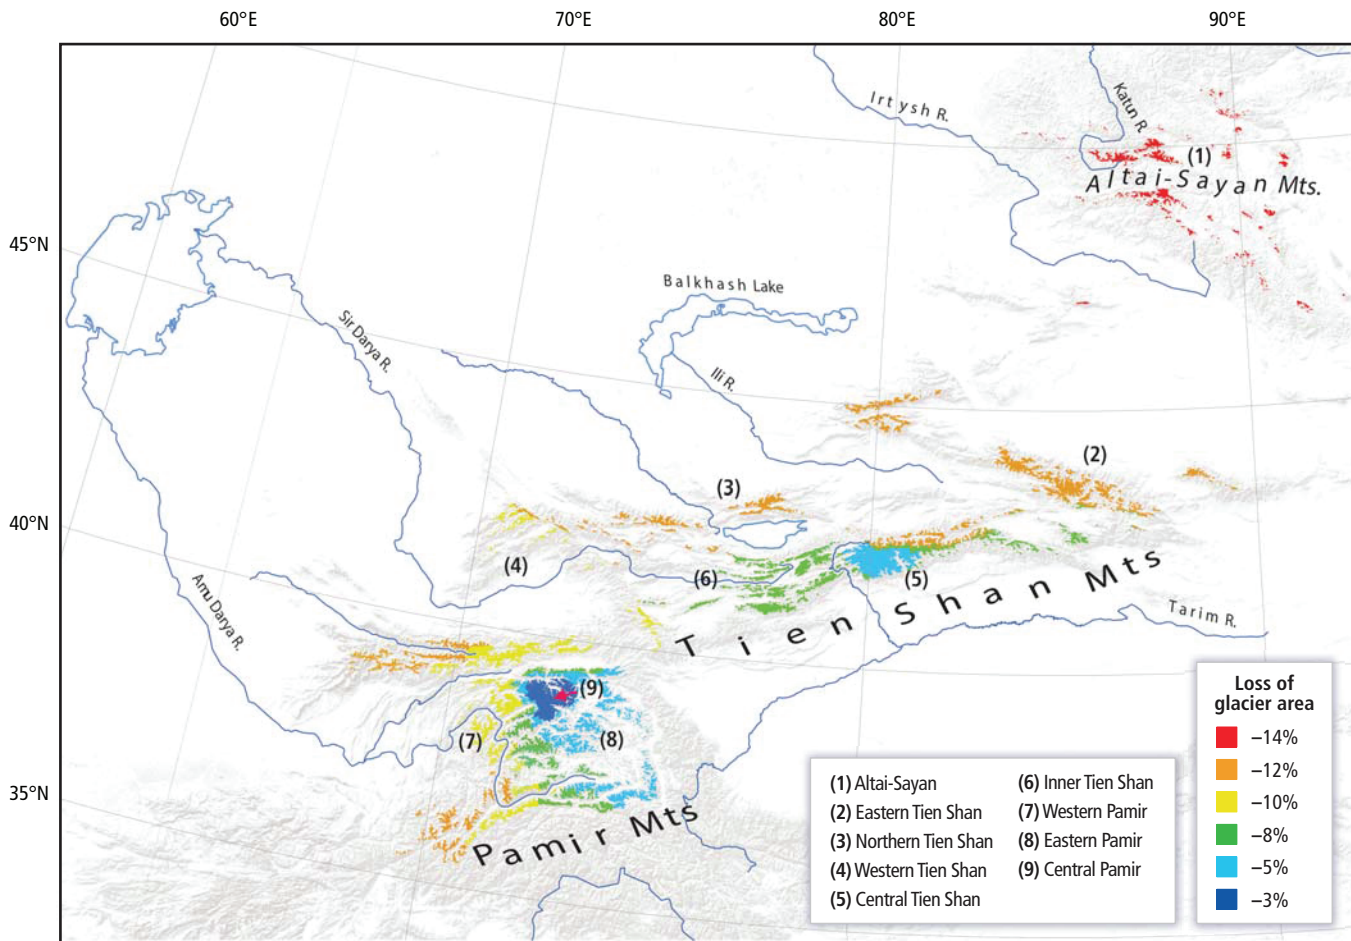 60°E 70°E 80°E 90°E
45°N
40°N
35°N
Irtysh R.
Katun R.
(1)
Altai-Sayan Mts.
Balkhash Lake
Sir Darya R.
Ili R.
(2)
(3)
(4)
(6)
(5)
Tien Shan Mts
Amu Darya R.
Tarim R.
(9)
(7)
(8)
Pamir Mts
(1) Altai-Sayan
(2) Eastern Tien Shan
(3) Northern Tien Shan
(4) Western Tien Shan
(5) Central Tien Shan
(6) Inner Tien Shan
(7) Western Pamir
(8) Eastern Pamir
(9) Central Pamir
Loss of
glacier area
–14%
–12%
–10%
–8%
–5%
–3%